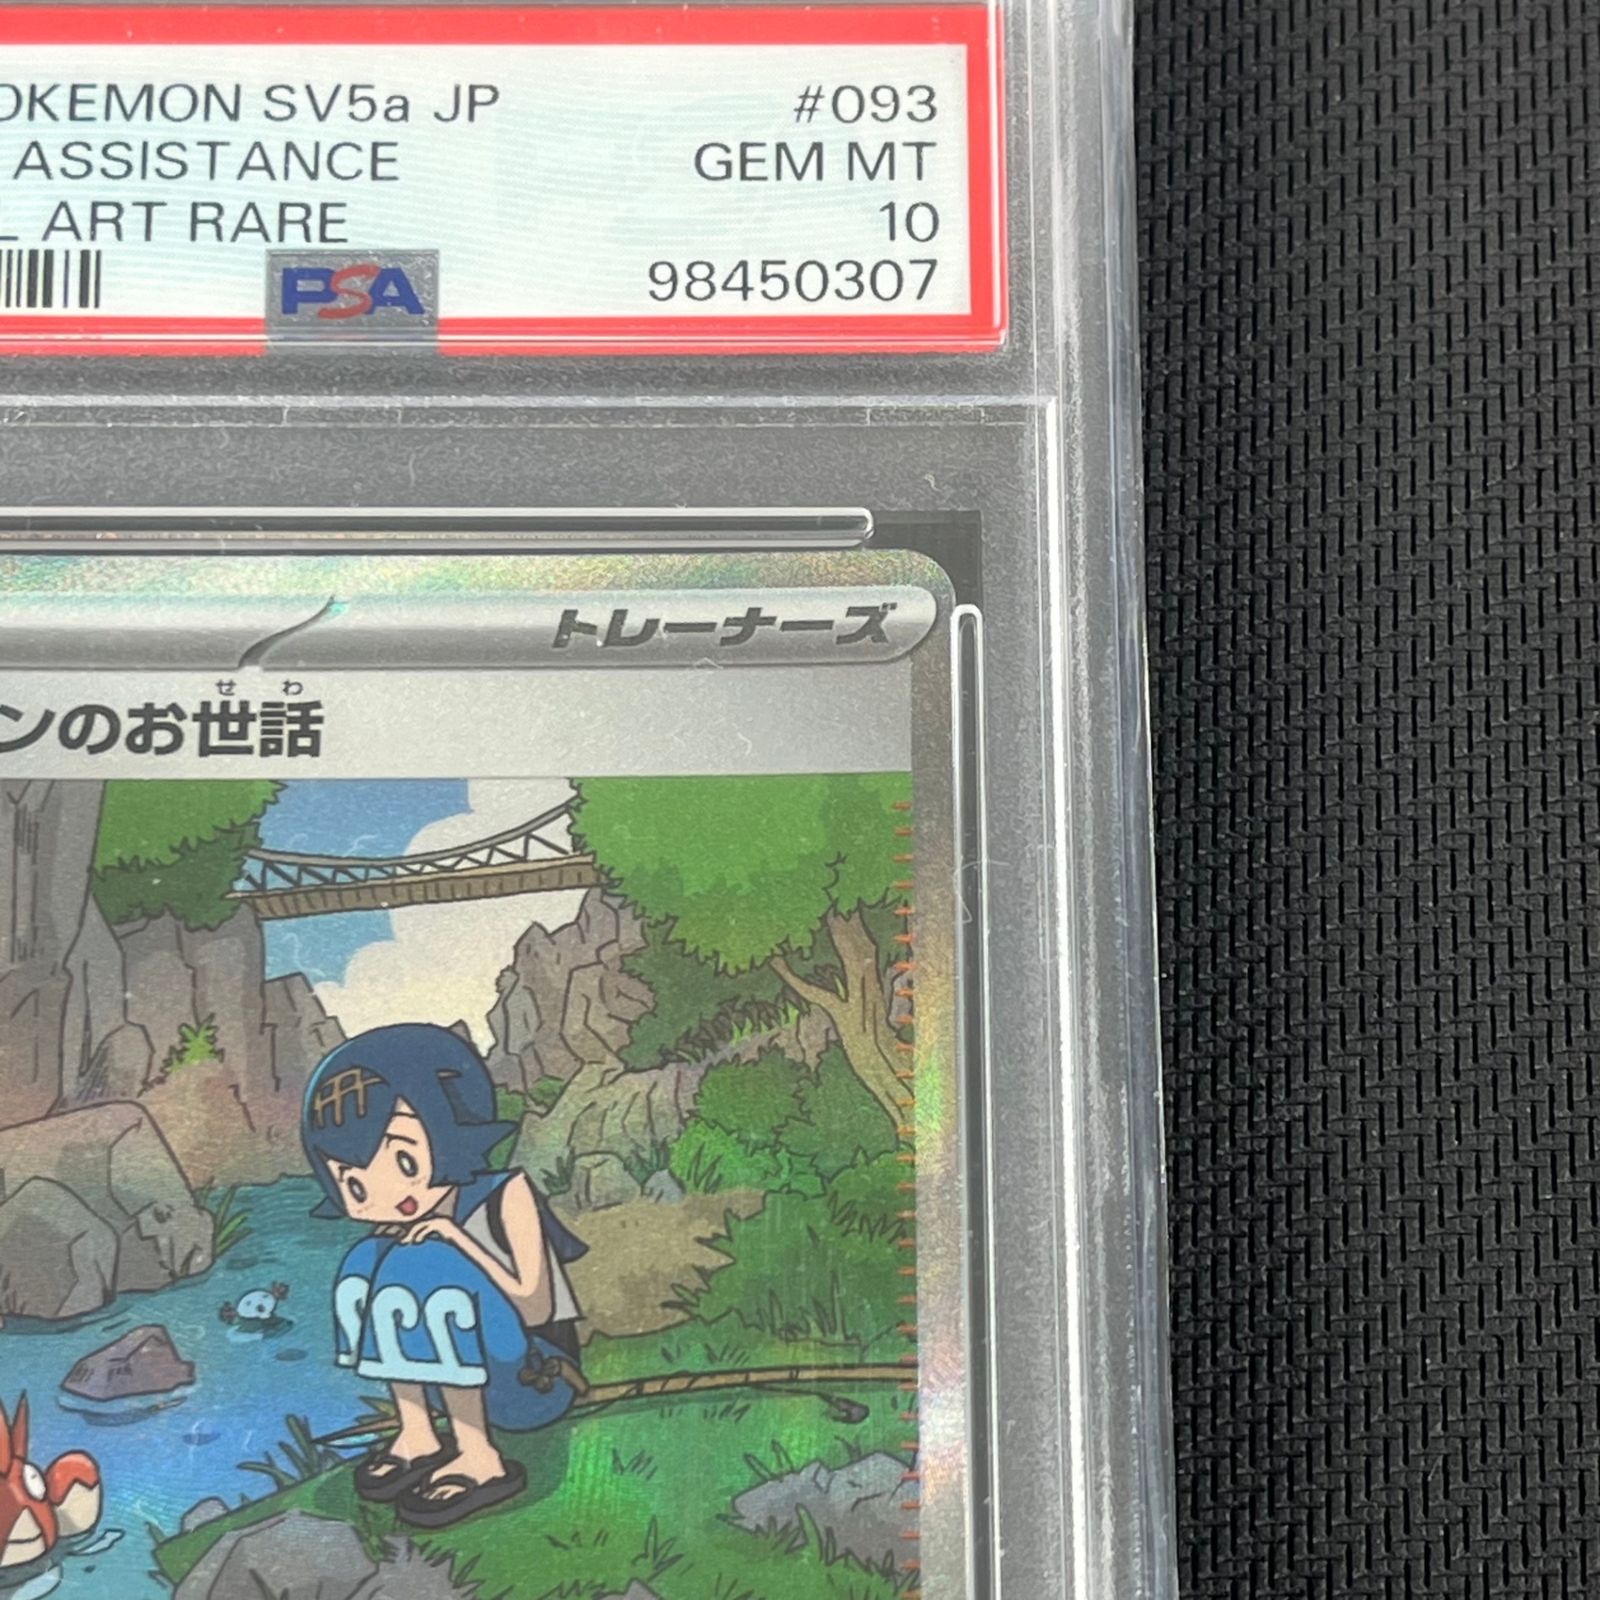 OKEMON SV5a JP #093
ASSISTANCE GEM MT
L ART RARE 10
PSA 98450307
トレーナーズ
せわ
ンのお世話